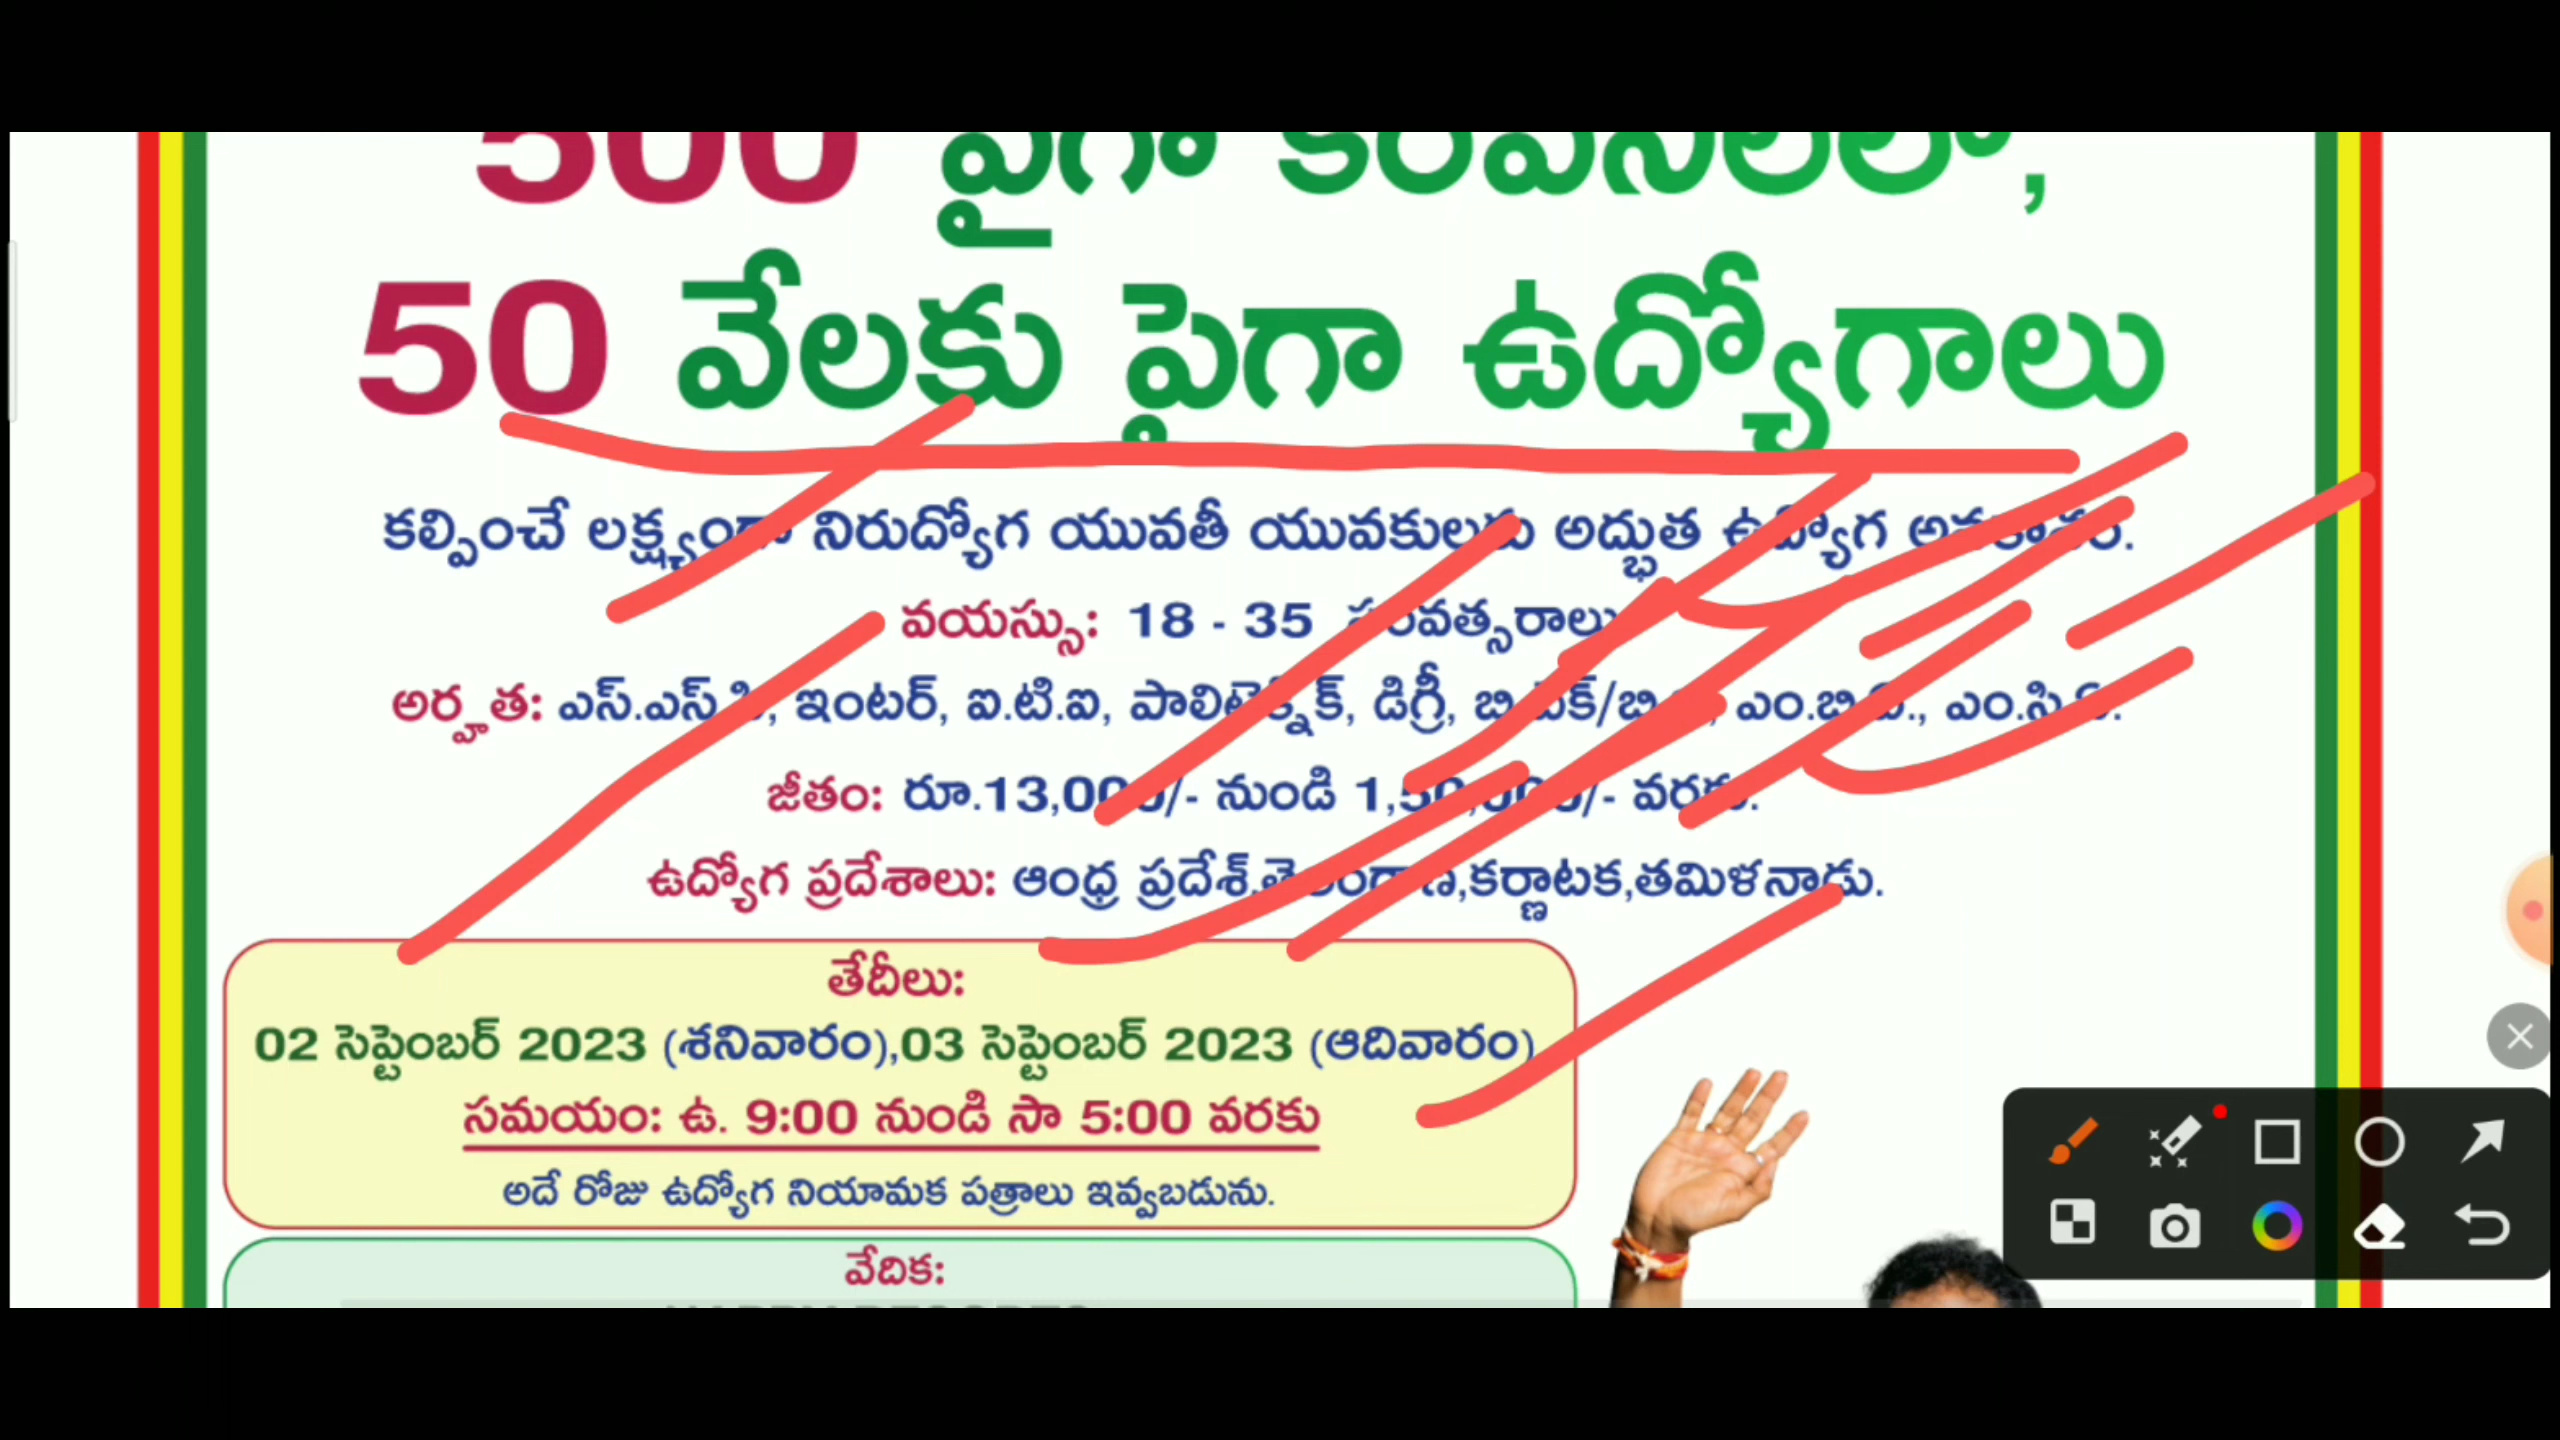 500 పైగా కంపెనీలలో,
50 వేలకు పైగా ఉద్యోగాలు
కల్పించే లక్ష్యంగా నిరుద్యోగ యువతీ యువకులకు అద్భుత ఉద్యోగ అవకాశం.
వయస్సు: 18 - 35 సంవత్సరాలు
అర్హత: ఎస్.ఎస్.సి, ఇంటర్, ఐ.టి.ఐ, పాలిటెక్నిక్, డిగ్రీ, బి.టెక్/బి.ఇ, ఎం.బి.ఏ., ఎం.సి.ఏ.
జీతం: రూ.13,000/- నుండి 1,50,000/- వరకు.
ఉద్యోగ ప్రదేశాలు: ఆంధ్ర ప్రదేశ్,తెలంగాణ,కర్ణాటక,తమిళనాడు.
తేదీలు:
02 సెప్టెంబర్ 2023 (శనివారం),03 సెప్టెంబర్ 2023 (ఆదివారం)
సమయం: ఉ. 9:00 నుండి సా 5:00 వరకు
అదే రోజు ఉద్యోగ నియామక పత్రాలు ఇవ్వబడును.
వేదిక: